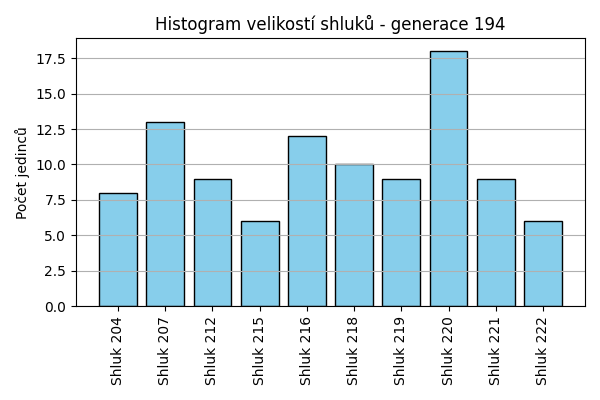 Histogram velikostí shluků - generace 194
Počet jedinců
17.5
15.0
12.5
10.0
7.5
5.0
2.5
0.0
Shluk 204
Shluk 207
Shluk 212
Shluk 215
Shluk 216
Shluk 218
Shluk 219
Shluk 220
Shluk 221
Shluk 222